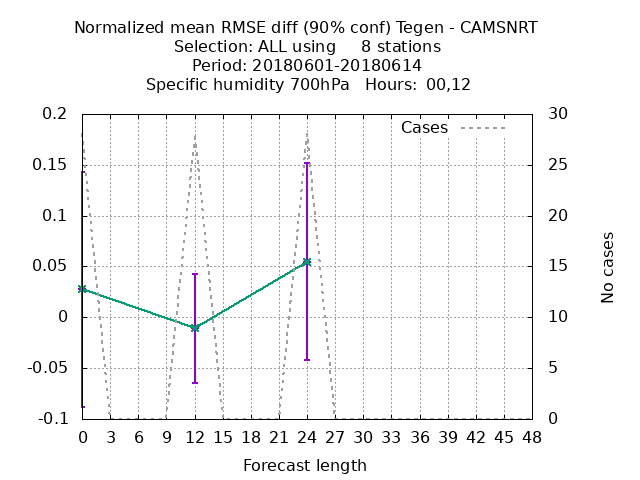 Normalized mean RMSE diff (90% conf) Tegen - CAMSNRT
Selection: ALL using     8 stations
Period: 20180601-20180614
Specific humidity 700hPa   Hours:  00,12
Cases
0.2
0.15
0.1
0.05
0
-0.05
-0.1
30
25
20
15
10
5
0
No cases
0 3 6 9 12 15 18 21 24 27 30 33 36 39 42 45 48
Forecast length